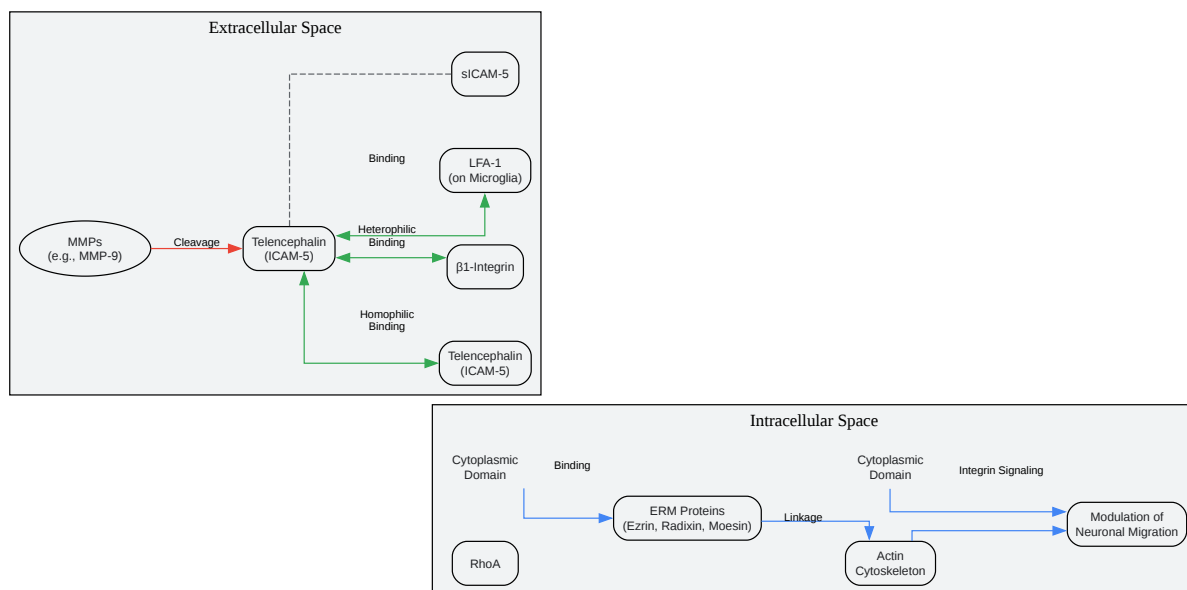 Extracellular Space
sICAM-5
Binding
LFA-1
(on Microglia)
MMPs
(e.g., MMP-9)
Cleavage
Telencephalin
(ICAM-5)
Heterophilic
Binding
β1-Integrin
Homophilic
Binding
Telencephalin
(ICAM-5)
Intracellular Space
Cytoplasmic
Domain
Binding
ERM Proteins
(Ezrin, Radixin, Moesin)
Linkage
Cytoplasmic
Domain
Integrin Signaling
Modulation of
Neuronal Migration
RhoA
Actin
Cytoskeleton